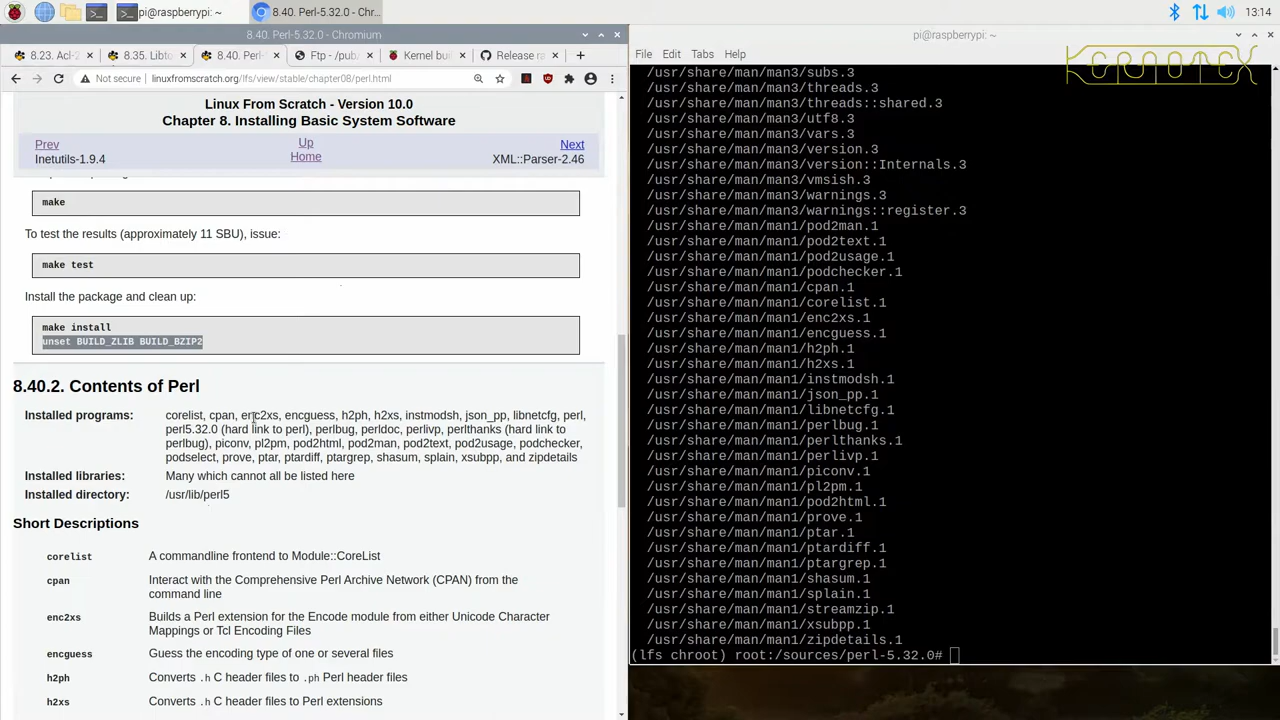 pi@raspberrypi: ~
8.40. Perl-5.32.0 - Chr...
13:14
8.40. Perl-5.32.0 - Chromium
8.23. Acl-2
8.35. Libto
8.40. Perl-
Ftp - /pub/
Kernel bui
Release ra
Not secure | linuxfromscratch.org/lfs/view/stable/chapter08/perl.html
Linux From Scratch - Version 10.0
Chapter 8. Installing Basic System Software
Prev
Up
Next
Inetutils-1.9.4
Home
XML::Parser-2.46
make
To test the results (approximately 11 SBU), issue:
make test
Install the package and clean up:
make install
unset BUILD_ZLIB BUILD_BZIP2
8.40.2. Contents of Perl
Installed programs: corelist, cpan, enc2xs, encguess, h2ph, h2xs, instmodsh, json_pp, libnetcfg, perl,
perl5.32.0 (hard link to perl), perlbug, perldoc, perlivp, perlthanks (hard link to
perlbug), piconv, pl2pm, pod2html, pod2man, pod2text, pod2usage, podchecker,
podselect, prove, ptar, ptardiff, ptargrep, shasum, splain, xsubpp, and zipdetails
Installed libraries: Many which cannot all be listed here
Installed directory: /usr/lib/perl5
Short Descriptions
corelist A commandline frontend to Module::CoreList
cpan Interact with the Comprehensive Perl Archive Network (CPAN) from the
command line
enc2xs Builds a Perl extension for the Encode module from either Unicode Character
Mappings or Tcl Encoding Files
encguess Guess the encoding type of one or several files
h2ph Converts .h C header files to .ph Perl header files
h2xs Converts .h C header files to Perl extensions
pi@raspberrypi: ~
File Edit Tabs Help
KERNOTEX
/usr/share/man/man3/subs.3
/usr/share/man/man3/threads.3
/usr/share/man/man3/threads::shared.3
/usr/share/man/man3/utf8.3
/usr/share/man/man3/vars.3
/usr/share/man/man3/version.3
/usr/share/man/man3/version::Internals.3
/usr/share/man/man3/vmsish.3
/usr/share/man/man3/warnings.3
/usr/share/man/man3/warnings::register.3
/usr/share/man/man1/pod2man.1
/usr/share/man/man1/pod2text.1
/usr/share/man/man1/pod2usage.1
/usr/share/man/man1/podchecker.1
/usr/share/man/man1/cpan.1
/usr/share/man/man1/corelist.1
/usr/share/man/man1/enc2xs.1
/usr/share/man/man1/encguess.1
/usr/share/man/man1/h2ph.1
/usr/share/man/man1/h2xs.1
/usr/share/man/man1/instmodsh.1
/usr/share/man/man1/json_pp.1
/usr/share/man/man1/libnetcfg.1
/usr/share/man/man1/perlbug.1
/usr/share/man/man1/perlthanks.1
/usr/share/man/man1/perlivp.1
/usr/share/man/man1/piconv.1
/usr/share/man/man1/pl2pm.1
/usr/share/man/man1/pod2html.1
/usr/share/man/man1/prove.1
/usr/share/man/man1/ptar.1
/usr/share/man/man1/ptardiff.1
/usr/share/man/man1/ptargrep.1
/usr/share/man/man1/shasum.1
/usr/share/man/man1/splain.1
/usr/share/man/man1/streamzip.1
/usr/share/man/man1/xsubpp.1
/usr/share/man/man1/zipdetails.1
(lfs chroot) root:/sources/perl-5.32.0#